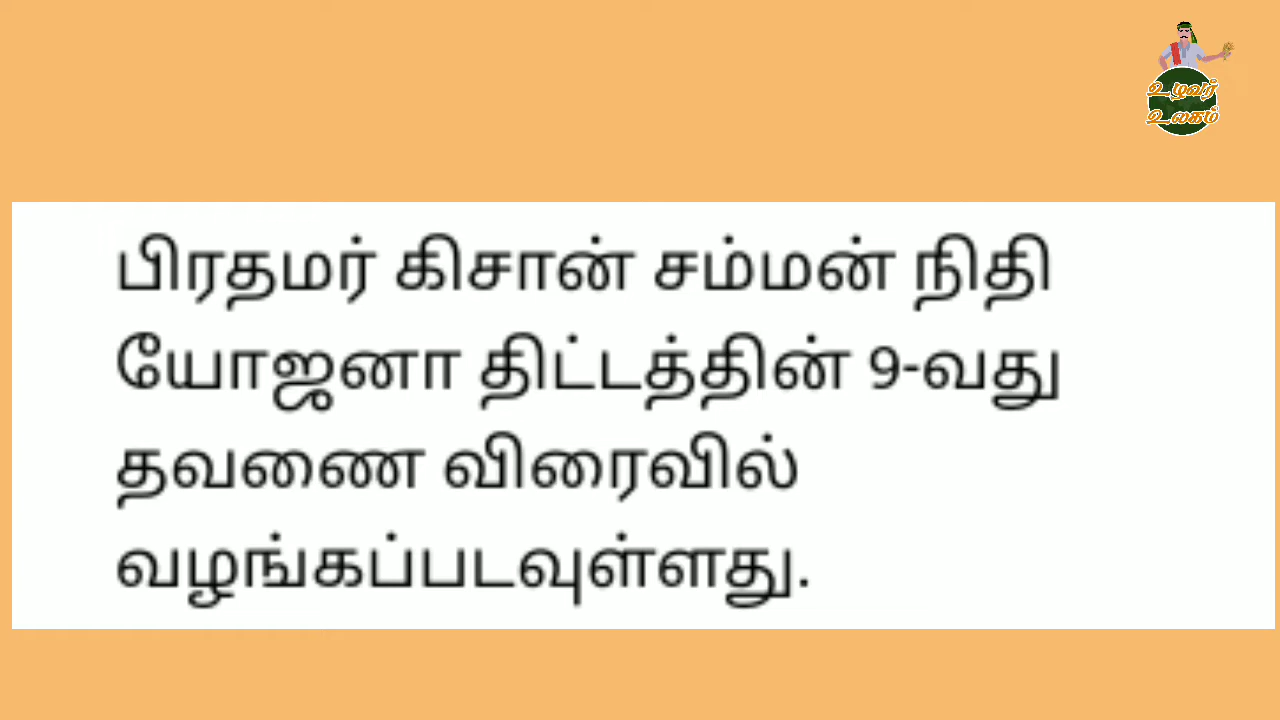 உழவர்
உலகம்
பிரதமர் கிசான் சம்மன் நிதி
யோஜனா திட்டத்தின் 9-வது
தவணை விரைவில்
வழங்கப்படவுள்ளது.